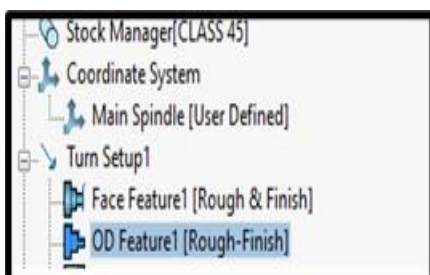 Stock Manager[CLASS 45]
Coordinate System
Main Spindle [User Defined]
Turn Setup1
Face Feature1 [Rough & Finish]
OD Feature1 [Rough-Finish]